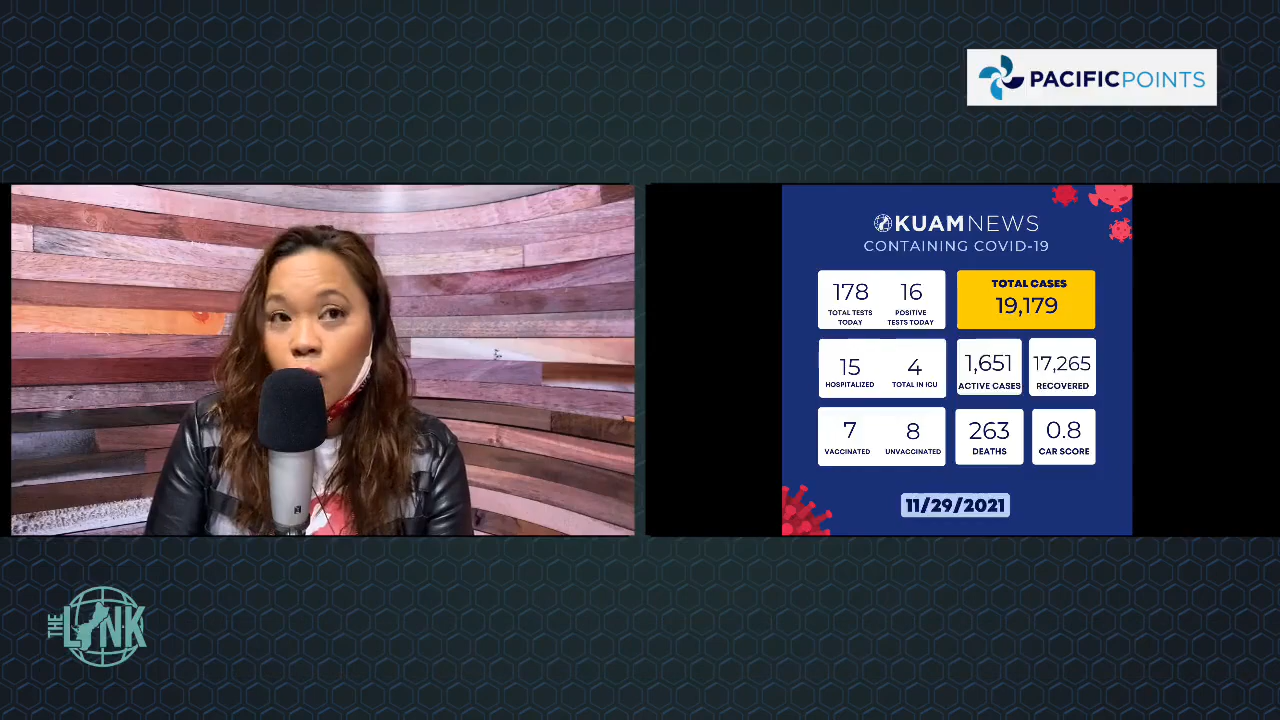 PACIFICPOINTS
KUAMNEWS
CONTAINING COVID-19
178
TOTAL TESTS
TODAY
16
POSITIVE
TESTS TODAY
TOTAL CASES
19,179
15
HOSPITALIZED
4
TOTAL IN ICU
1,651
ACTIVE CASES
17,265
RECOVERED
7
VACCINATED
8
UNVACCINATED
263
DEATHS
0.8
CAR SCORE
11/29/2021
THE
LINK